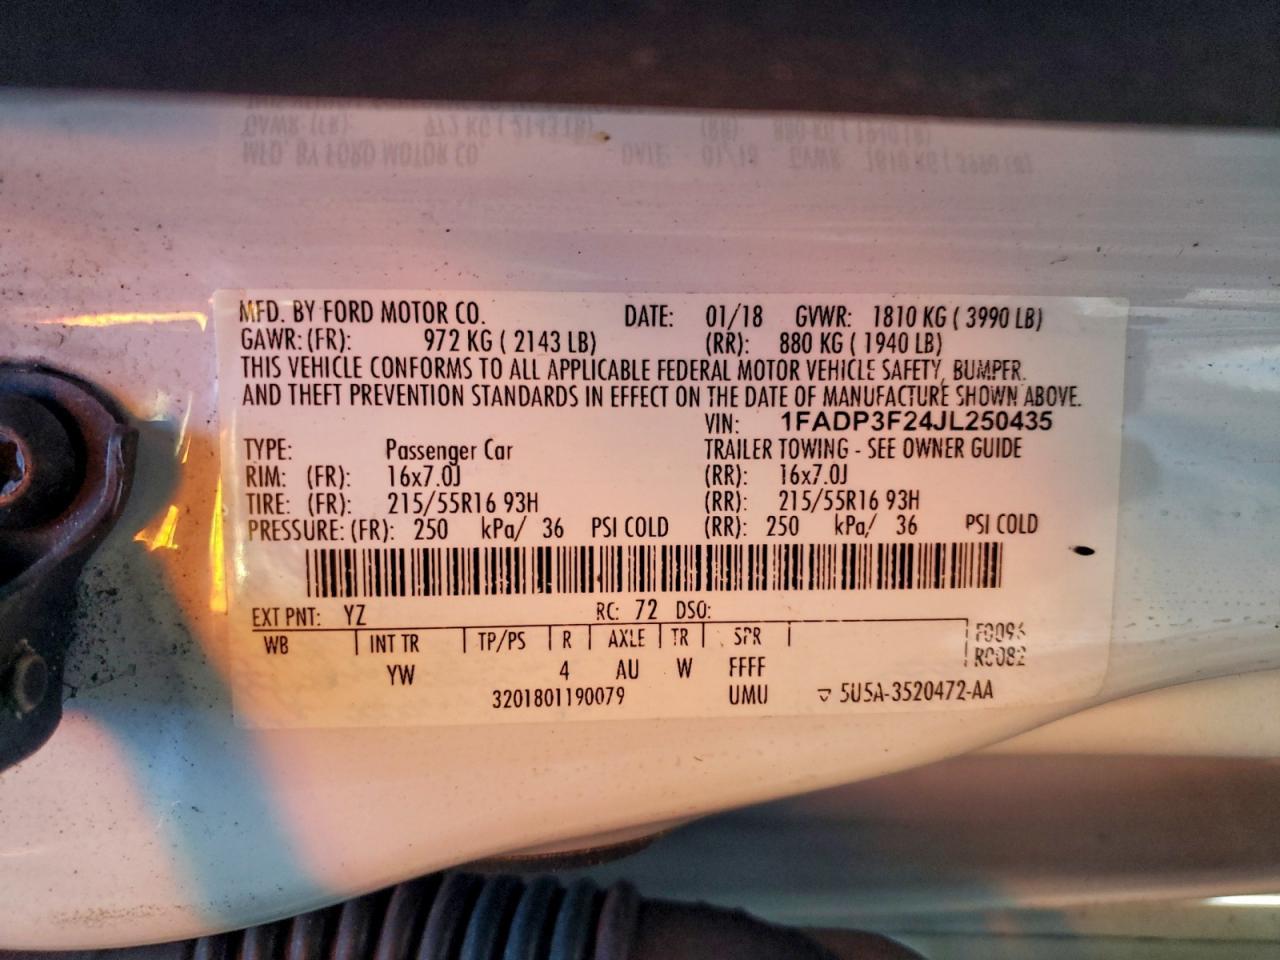 MFD. BY FORD MOTOR CO. DATE: 01/18 GVWR: 1810 KG ( 3990 LB)
GAWR: (FR): 972 KG ( 2143 LB) (RR): 880 KG ( 1940 LB)
THIS VEHICLE CONFORMS TO ALL APPLICABLE FEDERAL MOTOR VEHICLE SAFETY, BUMPER,
AND THEFT PREVENTION STANDARDS IN EFFECT ON THE DATE OF MANUFACTURE SHOWN ABOVE.
VIN: 1FADP3F24JL250435
TYPE: Passenger Car TRAILER TOWING - SEE OWNER GUIDE
RIM: (FR): 16x7.0J (RR): 16x7.0J
TIRE: (FR): 215/55R16 93H (RR): 215/55R16 93H
PRESSURE: (FR): 250 kPa/ 36 PSI COLD (RR): 250 kPa/ 36 PSI COLD
EXT PNT: YZ RC: 72 DSO:
WB INT TR TP/PS R AXLE TR SPR F0096
YW 4 AU W FFFF RC082
3201801190079 UMU ▽ 5U5A-3520472-AA